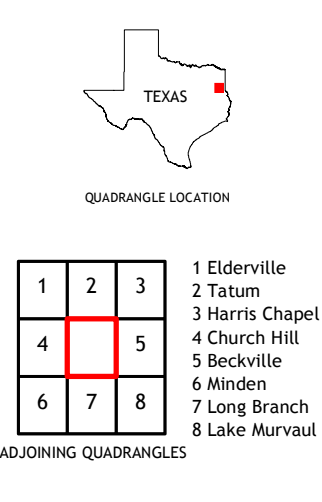 TEXAS
QUADRANGLE LOCATION
1 2 3
4 5
6 7 8
1 Elderville
2 Tatum
3 Harris Chapel
4 Church Hill
5 Beckville
6 Minden
7 Long Branch
8 Lake Murvaul
ADJOINING QUADRANGLES